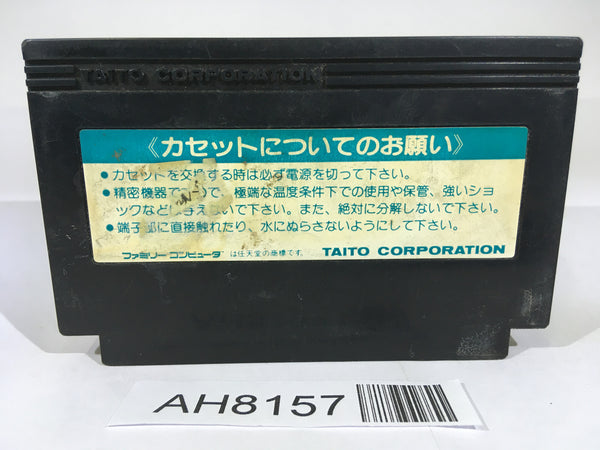 TAITO CORPORATION
《カセットについてのお願い》
●カセットを交換する時は必ず電源を切って下さい。
●精密機器ですので、極端な温度条件下での使用や保管、強いショ
ックなどは与えないで下さい。また、絶対に分解しないで下さい。
●端子部に直接触れたり、水にぬらさないようにして下さい。
ファミリーコンピュータ は任天堂の商標です。 TAITO CORPORATION
AH8157